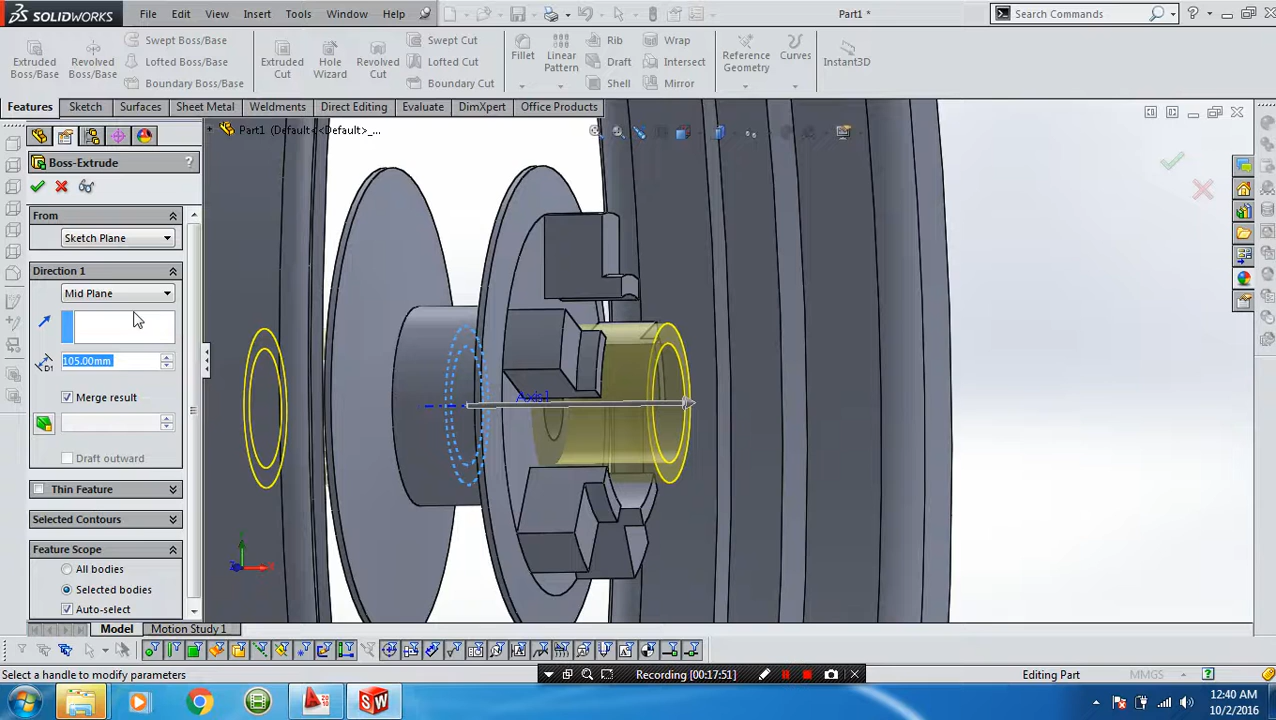 SOLIDWORKS
File
Edit
View
Insert
Tools
Window
Help
Part1 *
Search Commands
Extruded Boss/Base
Revolved Boss/Base
Swept Boss/Base
Lofted Boss/Base
Boundary Boss/Base
Extruded Cut
Hole Wizard
Revolved Cut
Swept Cut
Lofted Cut
Boundary Cut
Fillet
Linear Pattern
Rib
Draft
Shell
Wrap
Intersect
Mirror
Reference Geometry
Curves
Instant3D
Features
Sketch
Surfaces
Sheet Metal
Weldments
Direct Editing
Evaluate
DimXpert
Office Products
Part1 (Default<<Default>_...
Boss-Extrude
?
From
Sketch Plane
Direction 1
Mid Plane
D1
105.00mm
Merge result
Draft outward
Thin Feature
Selected Contours
Feature Scope
All bodies
Selected bodies
Auto-select
Axis1
Model
Motion Study 1
Select a handle to modify parameters
Recording [00:17:51]
Editing Part
MMGS
12:40 AM
10/2/2016